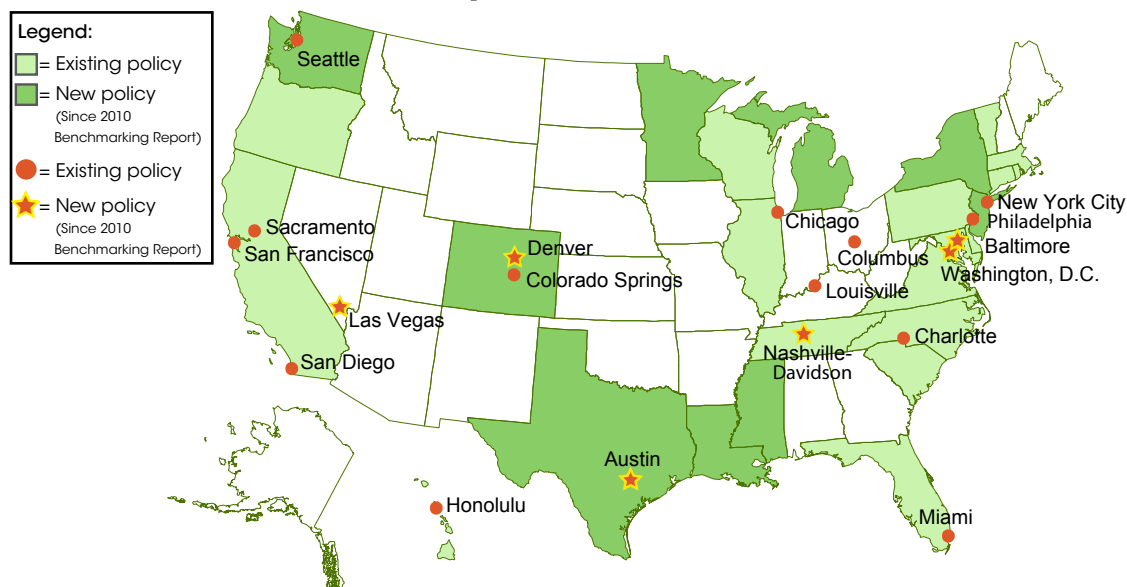 Legend:
= Existing policy
= New policy
(Since 2010
Benchmarking Report)
= Existing policy
= New policy
(Since 2010
Benchmarking Report)
Seattle
Sacramento
San Francisco
Las Vegas
San Diego
Denver
Colorado Springs
Chicago
Columbus
Louisville
New York City
Philadelphia
Baltimore
Washington, D.C.
Charlotte
Nashville-
Davidson
Austin
Honolulu
Miami